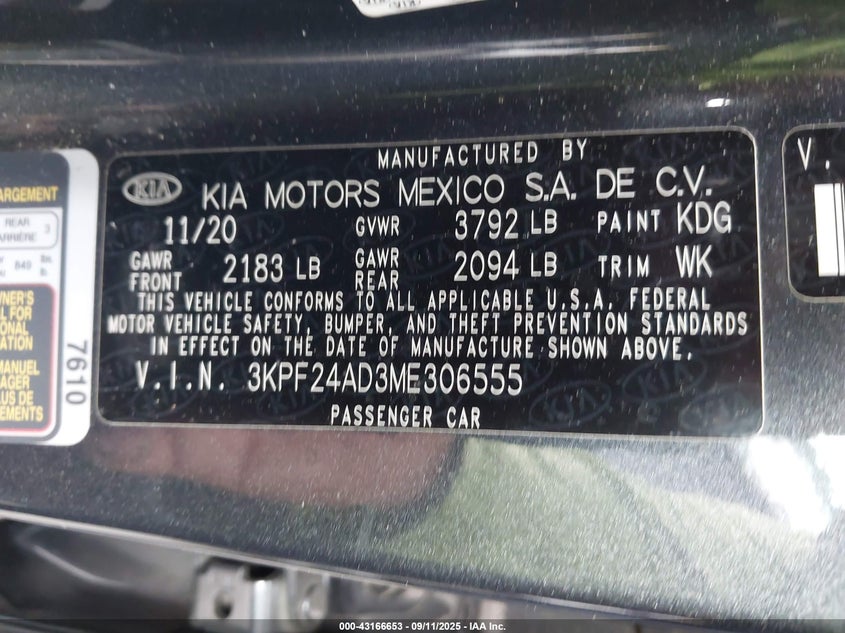 MANUFACTURED BY
KIA KIA MOTORS MEXICO S.A. DE C.V.
11/20 GVWR 3792 LB PAINT KDG
GAWR FRONT 2183 LB GAWR REAR 2094 LB TRIM WK
THIS VEHICLE CONFORMS TO ALL APPLICABLE U.S.A. FEDERAL
MOTOR VEHICLE SAFETY, BUMPER, AND THEFT PREVENTION STANDARDS
IN EFFECT ON THE DATE OF MANUFACTURE SHOWN ABOVE.
V.I.N. 3KPF24AD3ME306555
PASSENGER CAR
REAR 3
849
7610
V.
000-43166653 - 09/11/2025 - IAA Inc.